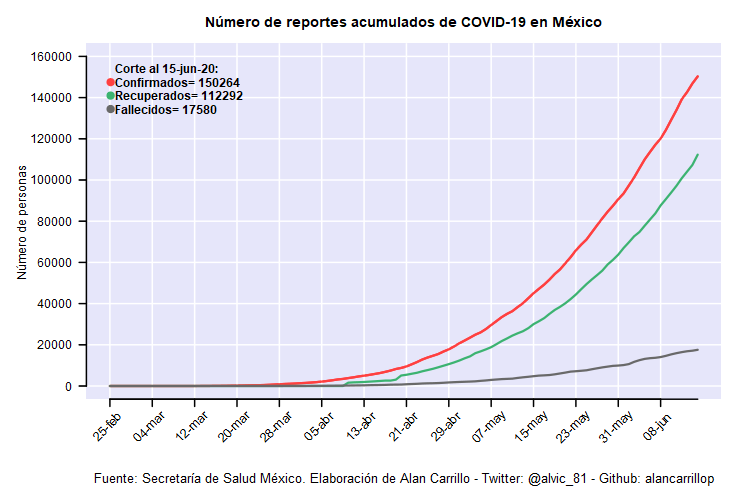 Número de reportes acumulados de COVID-19 en México
Corte al 15-jun-20:
Confirmados= 150264
Recuperados= 112292
Fallecidos= 17580
Número de personas
160000
140000
120000
100000
80000
60000
40000
20000
0
25-feb
04-mar
12-mar
20-mar
28-mar
05-abr
13-abr
21-abr
29-abr
07-may
15-may
23-may
31-may
08-jun
Fuente: Secretaría de Salud México. Elaboración de Alan Carrillo - Twitter: @alvic_81 - Github: alancarrillop